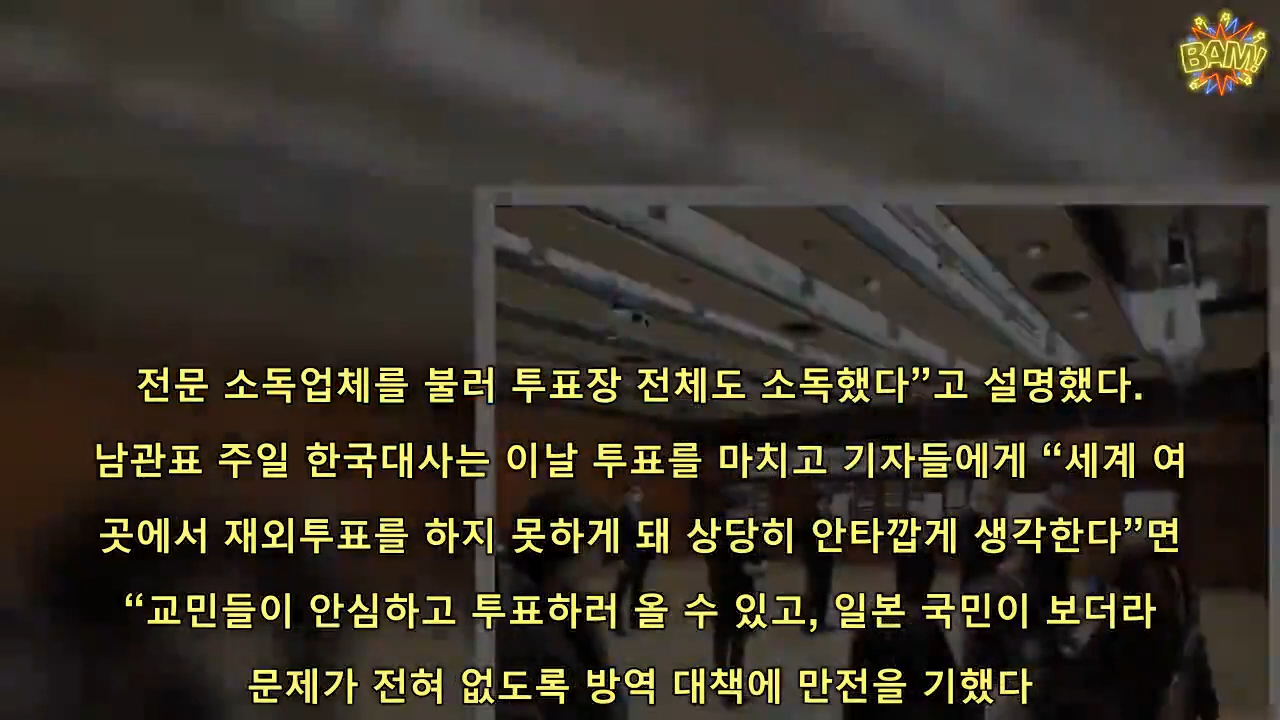 BAM!
전문 소독업체를 불러 투표장 전체도 소독했다”고 설명했다.
남관표 주일 한국대사는 이날 투표를 마치고 기자들에게 “세계 여
곳에서 재외투표를 하지 못하게 돼 상당히 안타깝게 생각한다”면
“교민들이 안심하고 투표하러 올 수 있고, 일본 국민이 보더라
문제가 전혀 없도록 방역 대책에 만전을 기했다